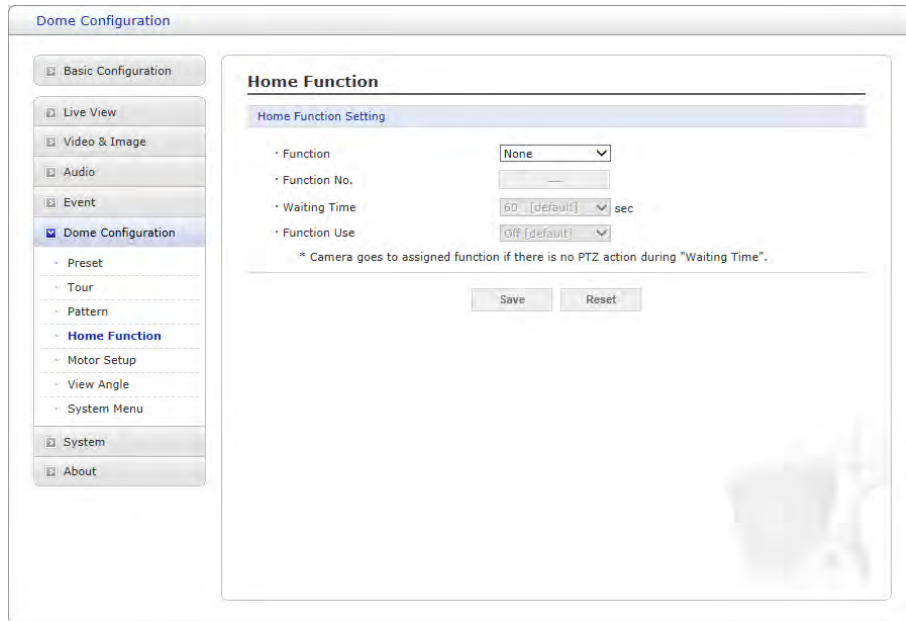 Dome Configuration
Basic Configuration
Live View
Video & Image
Audio
Event
Dome Configuration
- Preset
- Tour
- Pattern
- Home Function
- Motor Setup
- View Angle
- System Menu
System
About
Home Function
Home Function Setting
· Function None
· Function No. ---
· Waiting Time 60 [default] sec
· Function Use Off [default]
* Camera goes to assigned function if there is no PTZ action during "Waiting Time".
Save Reset